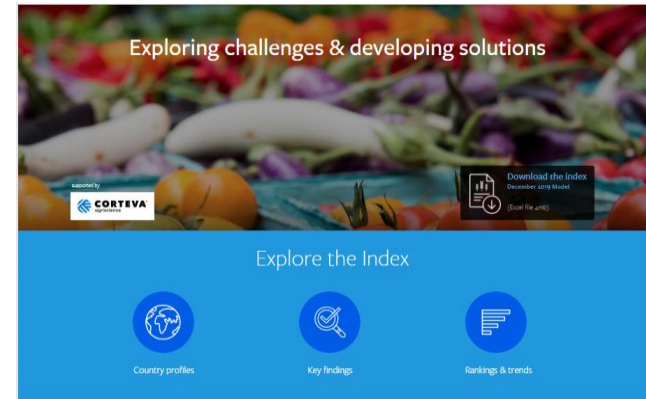 Exploring challenges & developing solutions
supported by
CORTEVA
agriscience
Download the index
December 2019 Model
(Excel file 4mb)
Explore the Index
Country profiles
Key findings
Rankings & trends